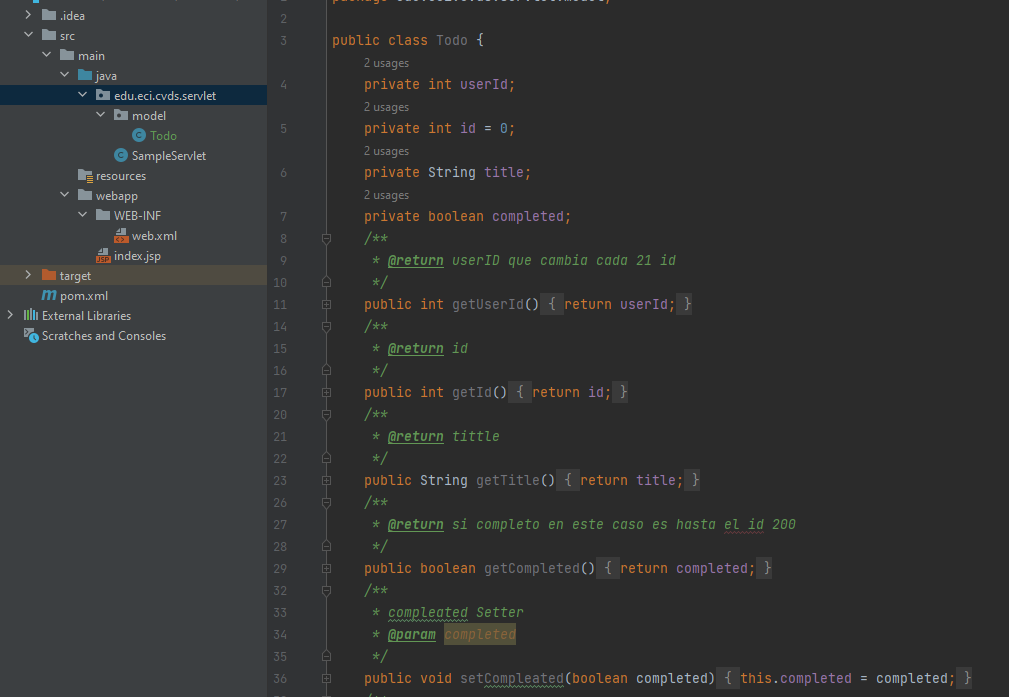 .idea
src
main
java
edu.eci.cvds.servlet
model
Todo
SampleServlet
resources
webapp
WEB-INF
web.xml
index.jsp
target
pom.xml
External Libraries
Scratches and Consoles
2
3 public class Todo {
2 usages
4 private int userId;
2 usages
5 private int id = 0;
2 usages
6 private String title;
2 usages
7 private boolean completed;
8 /**
9 * @return userID que cambia cada 21 id
10 */
11 public int getUserId() { return userId; }
14 /**
15 * @return id
16 */
17 public int getId() { return id; }
20 /**
21 * @return tittle
22 */
23 public String getTitle() { return title; }
26 /**
27 * @return si completo en este caso es hasta el id 200
28 */
29 public boolean getCompleted() { return completed; }
32 /**
33 * compleated Setter
34 * @param completed
35 */
36 public void setCompleated(boolean completed) { this.completed = completed; }